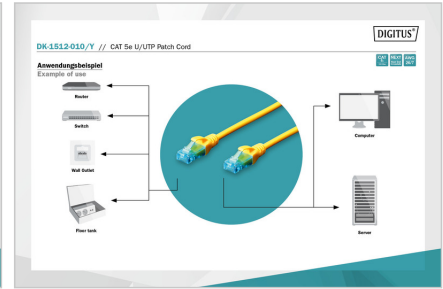 DIGITUS®
DK-1512-010/Y // CAT 5e U/UTP Patch Cord
Anwendungsbeispiel
Example of use
Router
Switch
Wall Outlet
Floor tank
Computer
Server